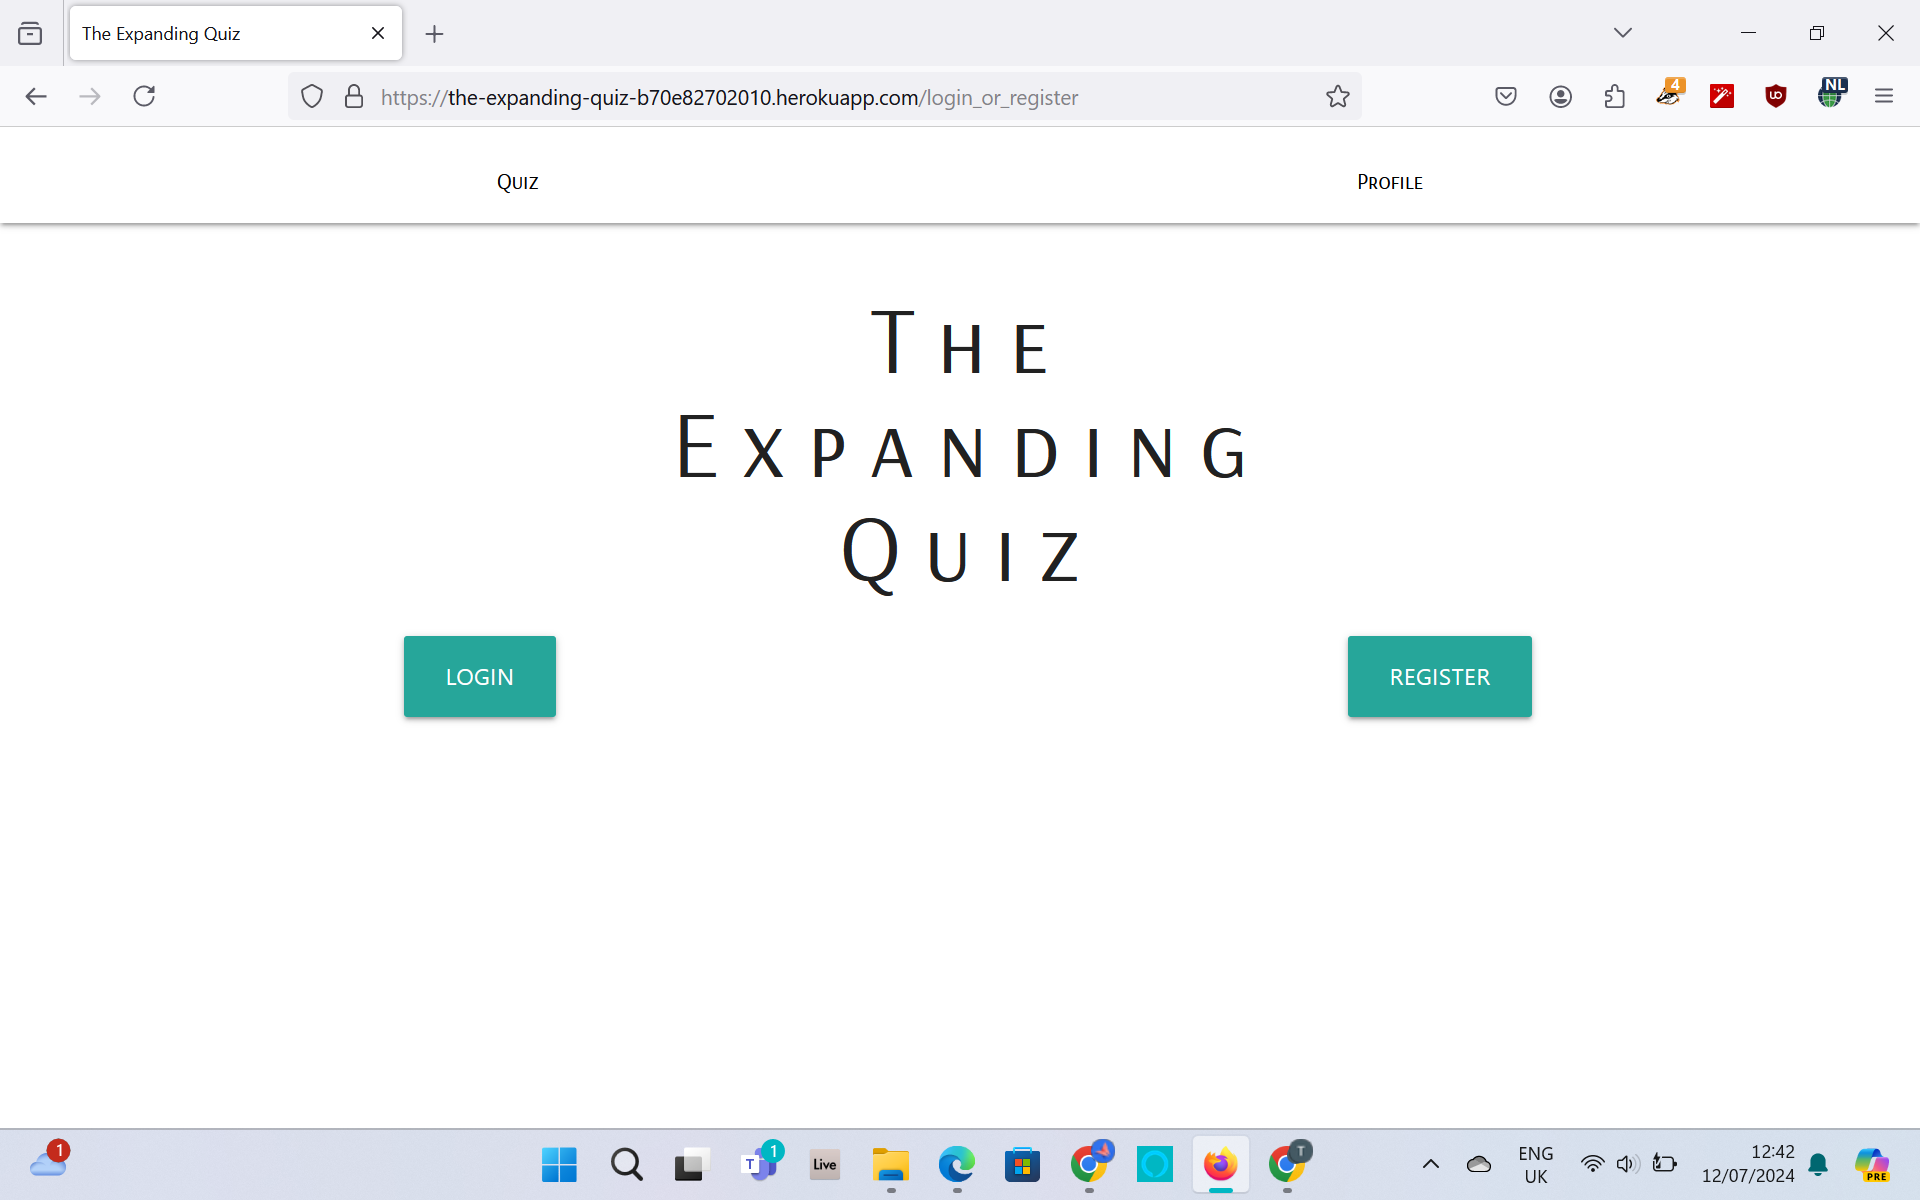 The Expanding Quiz
https://the-expanding-quiz-b70e82702010.herokuapp.com/login_or_register
4
NL
Quiz
Profile
The
Expanding
Quiz
LOGIN
REGISTER
1
T
1
Live
T
ENG
UK
12:42
12/07/2024
PRE